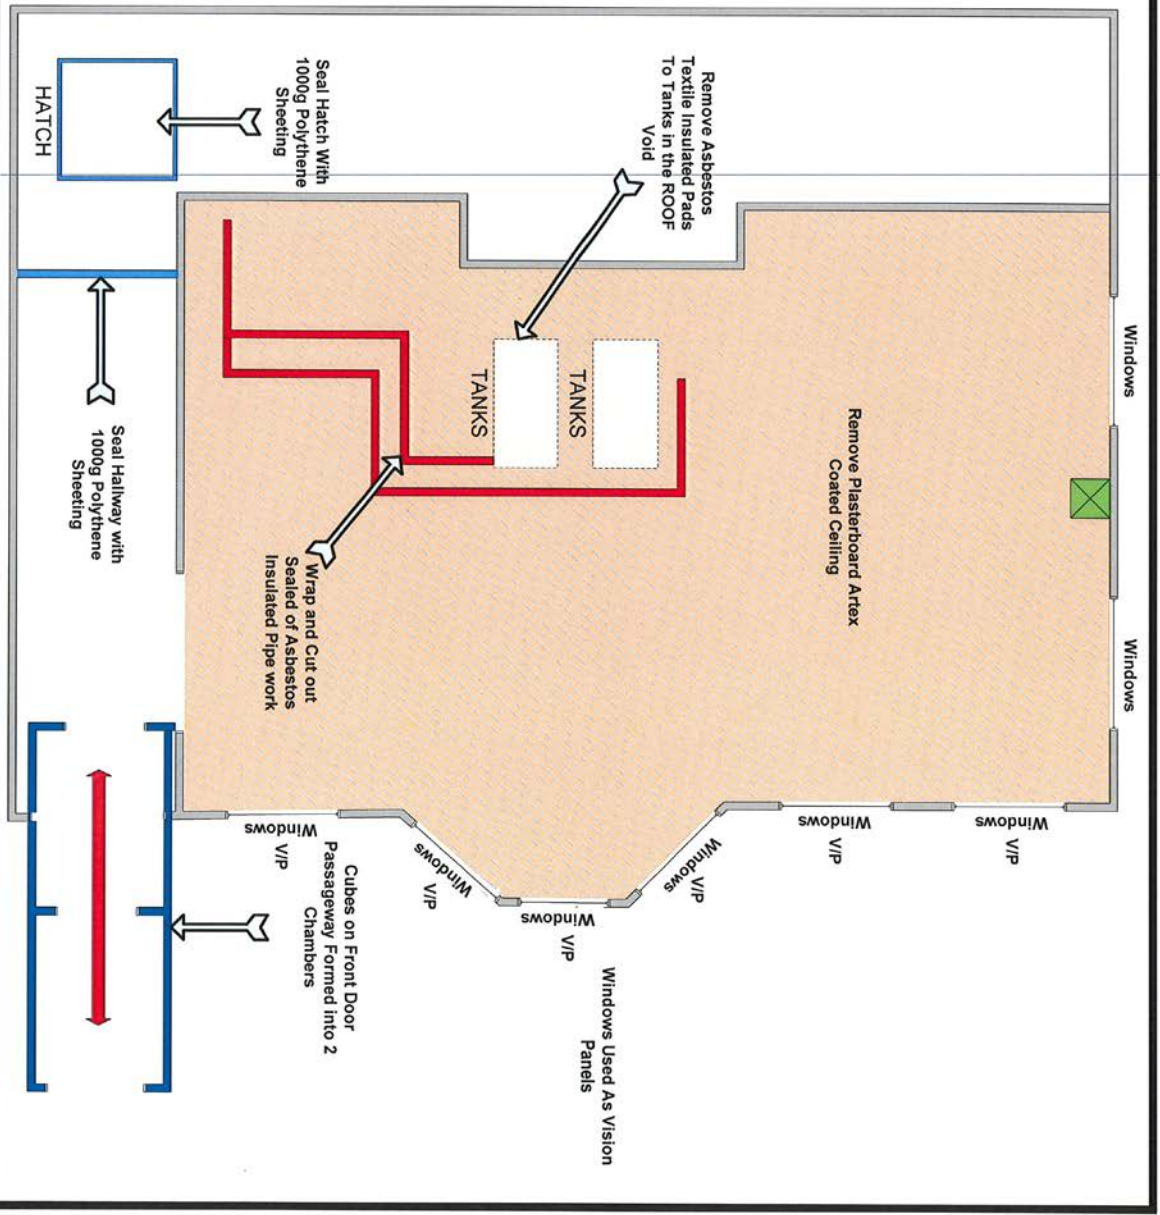 Windows
Windows
Windows
V/P
Remove Plasterboard Artex
Coated Ceiling
Windows
V/P
Remove Asbestos
Textile Insulated Pads
To Tanks in the ROOF
Void
Windows
V/P
Windows Used As Vision
Panels
TANKS
TANKS
Windows
V/P
Windows
V/P
Seal Hatch With
1000g Polythene
Sheeting
Wrap and Cut out
Sealed of Asbestos
Insulated Pipe work
Windows
V/P
Cubes on Front Door
Passageway Formed into 2
Chambers
Seal Hallway with
1000g Polythene
Sheeting
HATCH